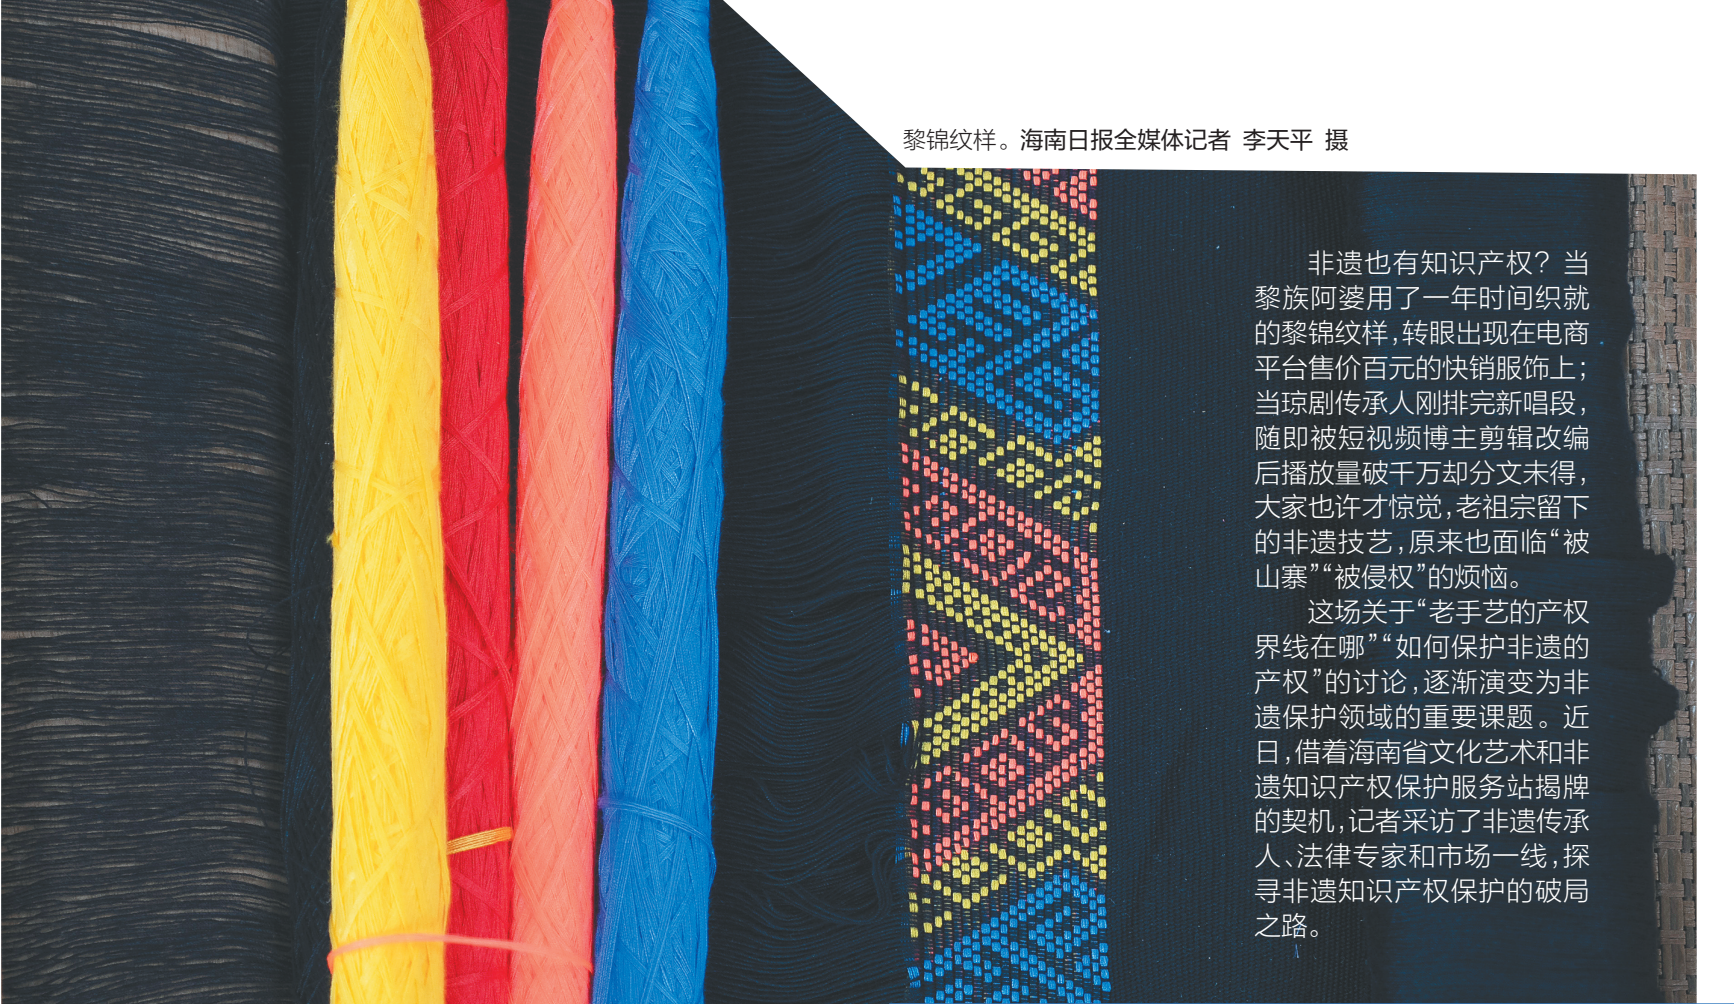 黎锦纹样。海南日报全媒体记者 李天平 摄
非遗也有知识产权？当
黎族阿婆用了一年时间织就
的黎锦纹样，转眼出现在电商
平台售价百元的快销服饰上；
当琼剧传承人刚排完新唱段，
随即被短视频博主剪辑改编
后播放量破千万却分文未得，
大家也许才惊觉，老祖宗留下
的非遗技艺，原来也面临“被
山寨”“被侵权”的烦恼。
这场关于“老手艺的产权
界线在哪”“如何保护非遗的
产权”的讨论，逐渐演变为非
遗保护领域的重要课题。近
日，借着海南省文化艺术和非
遗知识产权保护服务站揭牌
的契机，记者采访了非遗传承
人、法律专家和市场一线，探
寻非遗知识产权保护的破局
之路。